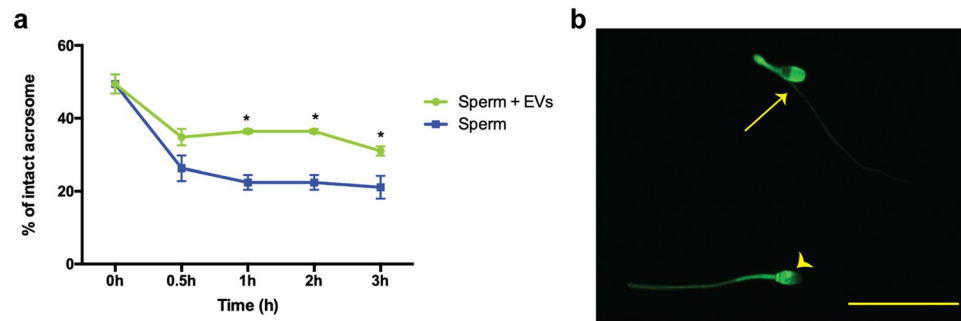 a
b
60
40
20
0
% of intact acrosome
* * *
0h 0.5h 1h 2h 3h
Time (h)
Sperm + EVs
Sperm